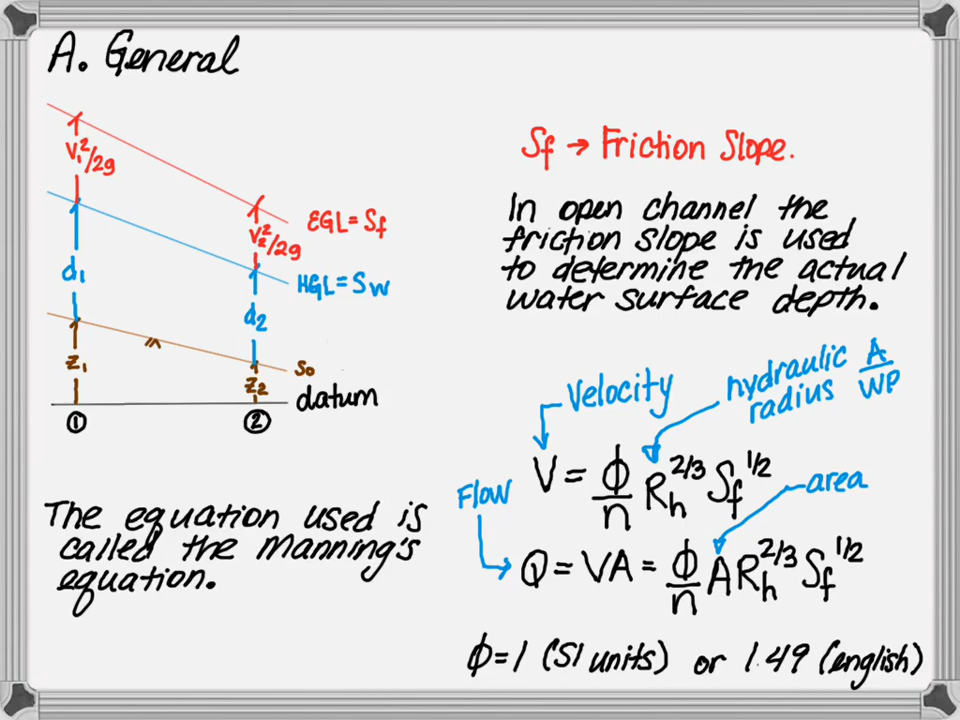 A. General
V₁²/2g
V₂²/2g
EGL = Sf
HGL = Sw
d₁
d₂
z₁
z₂
So
datum
①
②
The equation used is
called the Manning's
equation.
Sf → Friction Slope.
In open channel the
friction slope is used
to determine the actual
water surface depth.
Velocity
hydraulic radius A/WP
V = ϕ/n Rh^2/3 Sf^1/2
Flow
area
Q = VA = ϕ/n A Rh^2/3 Sf^1/2
ϕ = 1 (SI units) or 1.49 (english)